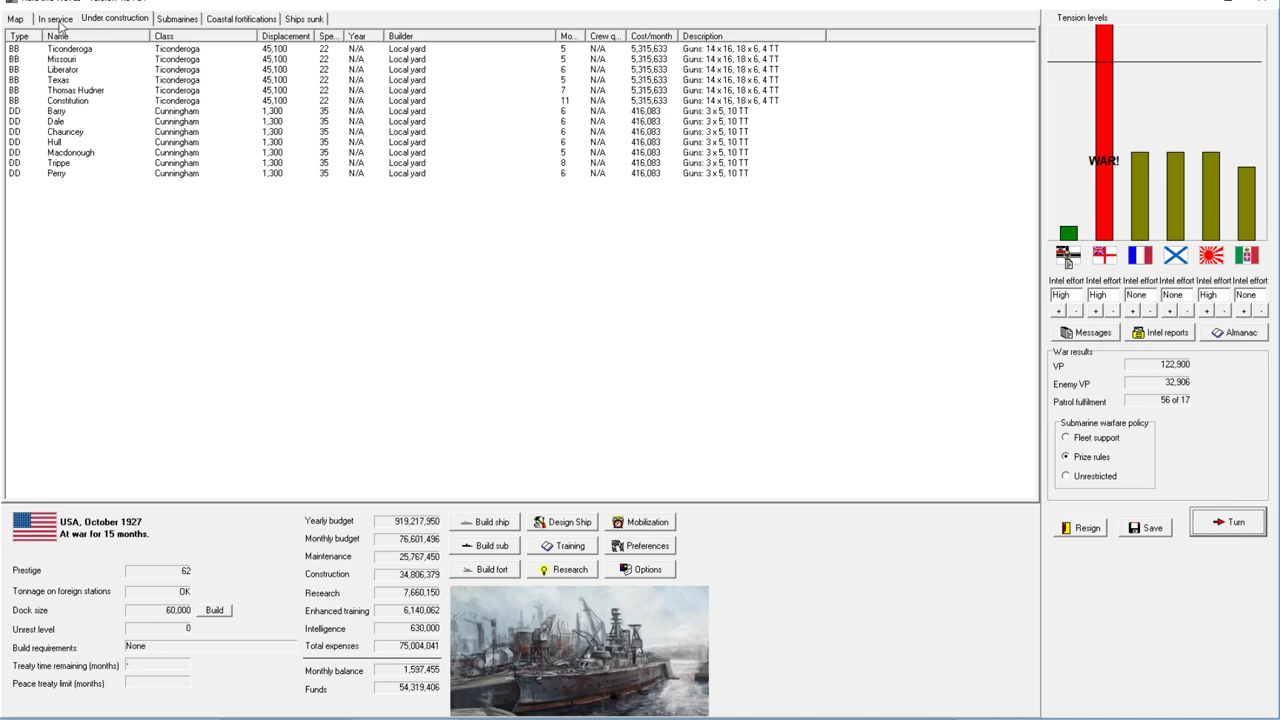 Map In service Under construction Submarines Coastal fortifications Ships sunk
Type Name Class Displacement Spe... Year Builder Mo... Crew q... Cost/month Description
BB Ticonderoga Ticonderoga 45,100 22 N/A Local yard 5 N/A 5,315,633 Guns: 14 x 16, 18 x 6, 4 TT
BB Missouri Ticonderoga 45,100 22 N/A Local yard 5 N/A 5,315,633 Guns: 14 x 16, 18 x 6, 4 TT
BB Liberator Ticonderoga 45,100 22 N/A Local yard 6 N/A 5,315,633 Guns: 14 x 16, 18 x 6, 4 TT
BB Texas Ticonderoga 45,100 22 N/A Local yard 5 N/A 5,315,633 Guns: 14 x 16, 18 x 6, 4 TT
BB Thomas Hudner Ticonderoga 45,100 22 N/A Local yard 7 N/A 5,315,633 Guns: 14 x 16, 18 x 6, 4 TT
BB Constitution Ticonderoga 45,100 22 N/A Local yard 11 N/A 5,315,633 Guns: 14 x 16, 18 x 6, 4 TT
DD Barry Cunningham 1,300 35 N/A Local yard 6 N/A 416,083 Guns: 3 x 5, 10 TT
DD Dale Cunningham 1,300 35 N/A Local yard 6 N/A 416,083 Guns: 3 x 5, 10 TT
DD Chauncey Cunningham 1,300 35 N/A Local yard 6 N/A 416,083 Guns: 3 x 5, 10 TT
DD Hull Cunningham 1,300 35 N/A Local yard 6 N/A 416,083 Guns: 3 x 5, 10 TT
DD Macdonough Cunningham 1,300 35 N/A Local yard 5 N/A 416,083 Guns: 3 x 5, 10 TT
DD Trippe Cunningham 1,300 35 N/A Local yard 8 N/A 416,083 Guns: 3 x 5, 10 TT
DD Perry Cunningham 1,300 35 N/A Local yard 6 N/A 416,083 Guns: 3 x 5, 10 TT
Tension levels
WAR!
Intel effort Intel effort Intel effort Intel effort Intel effort Intel effort
High High None None High None
+ - + - + - + - + - + -
Messages Intel reports Almanac
War results
VP 122,900
Enemy VP 32,906
Patrol fulfilment 56 of 17
Submarine warfare policy
Fleet support
Prize rules
Unrestricted
Resign Save Turn
USA, October 1927
At war for 15 months.
Prestige 62
Tonnage on foreign stations OK
Dock size 60,000 Build
Unrest level 0
Build requirements None
Treaty time remaining (months) -
Peace treaty limit (months)
Yearly budget 919,217,950
Monthly budget 76,601,496
Maintenance 25,767,450
Construction 34,806,379
Research 7,660,150
Enhanced training 6,140,062
Intelligence 630,000
Total expenses 75,004,041
Monthly balance 1,597,455
Funds 54,319,406
Build ship Design Ship Mobilization
Build sub Training Preferences
Build fort Research Options